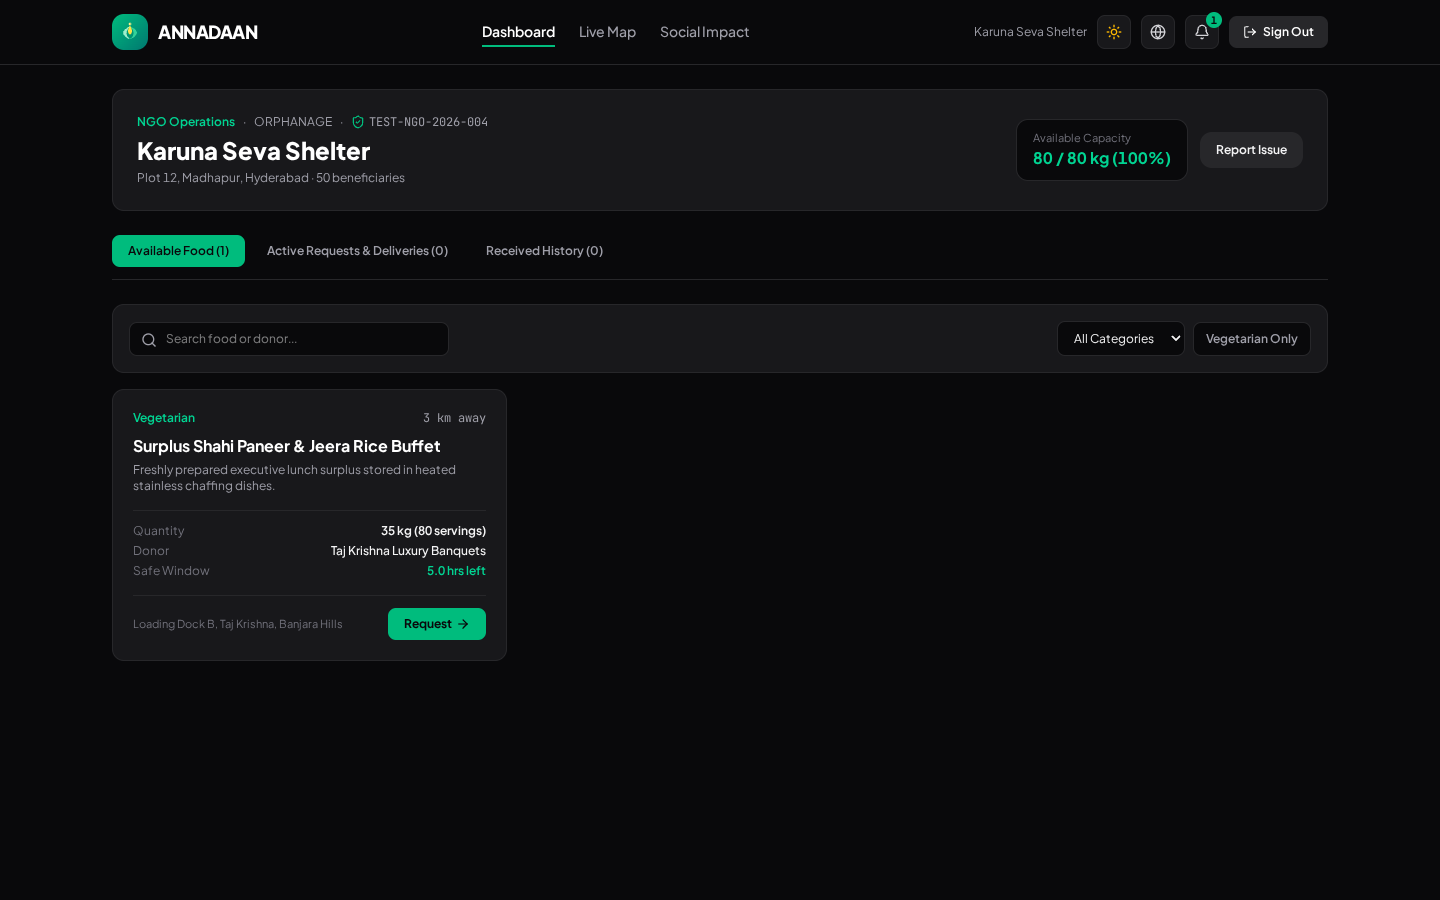 ANNADAAN
Dashboard
Live Map
Social Impact
Karuna Seva Shelter
1
Sign Out
NGO Operations · ORPHANAGE · TEST-NGO-2026-004
Karuna Seva Shelter
Plot 12, Madhapur, Hyderabad · 50 beneficiaries
Available Capacity
80 / 80 kg (100%)
Report Issue
Available Food (1)
Active Requests & Deliveries (0)
Received History (0)
Search food or donor...
All Categories
Vegetarian Only
Vegetarian
3 km away
Surplus Shahi Paneer & Jeera Rice Buffet
Freshly prepared executive lunch surplus stored in heated
stainless chaffing dishes.
Quantity
35 kg (80 servings)
Donor
Taj Krishna Luxury Banquets
Safe Window
5.0 hrs left
Loading Dock B, Taj Krishna, Banjara Hills
Request →